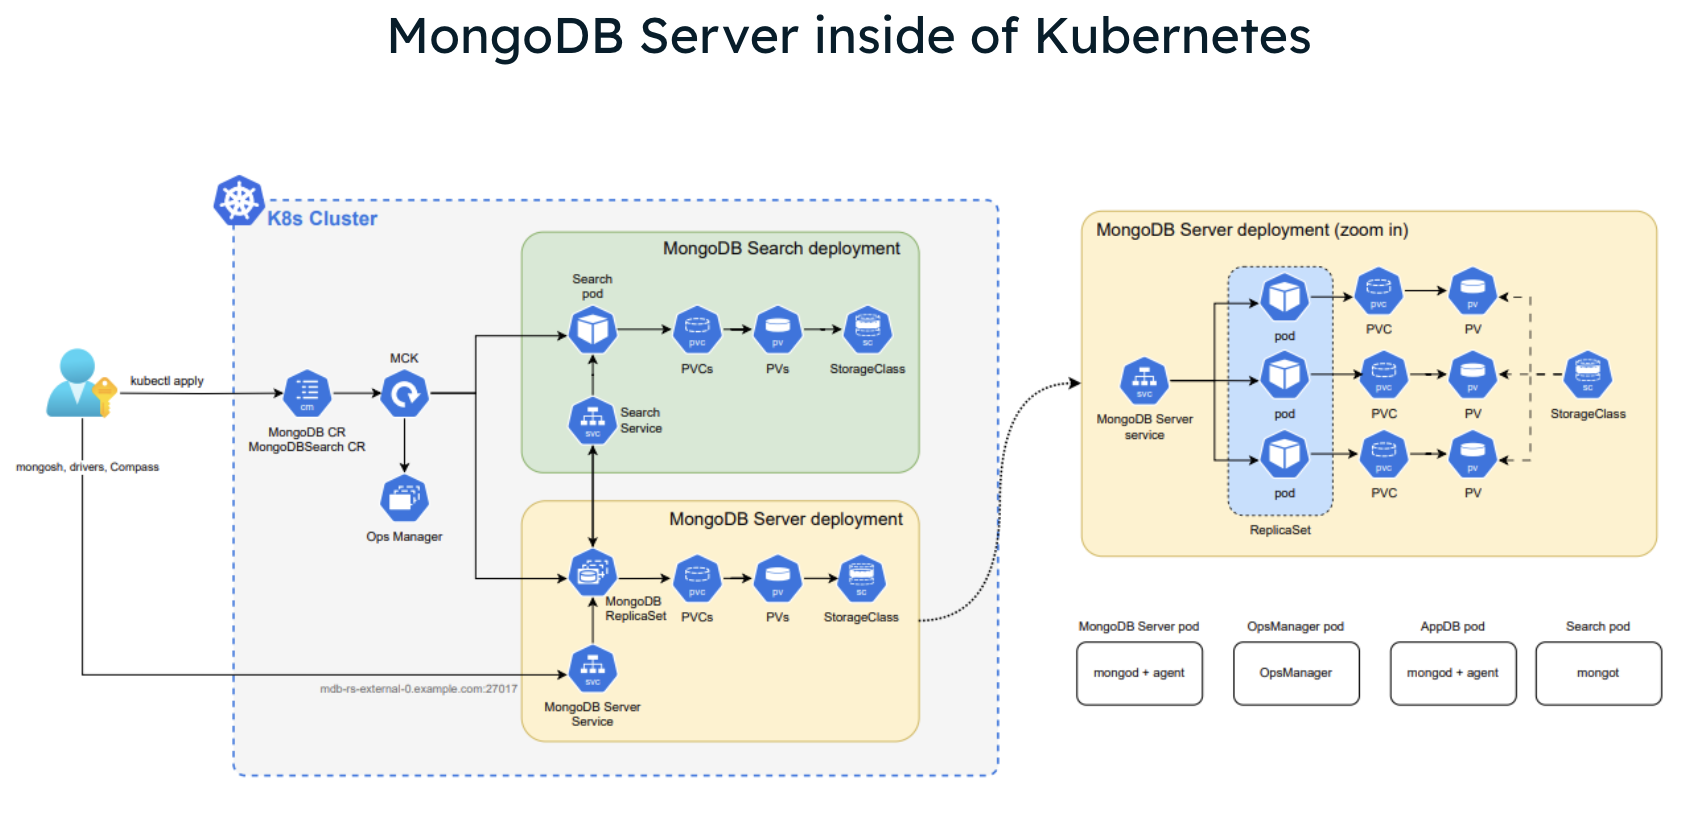 MongoDB Server inside of Kubernetes
K8s Cluster
kubectl apply
mongosh, drivers, Compass
cm
MongoDB CR
MongoDBSearch CR
MCK
Ops Manager
MongoDB Search deployment
Search
pod
pvc
PVCs
pv
PVs
sc
StorageClass
svc
Search
Service
MongoDB Server deployment
MongoDB
ReplicaSet
pvc
PVCs
pv
PVs
sc
StorageClass
svc
mdb-rs-external-0.example.com:27017
MongoDB Server
Service
MongoDB Server deployment (zoom in)
svc
MongoDB Server
service
pod
pvc
PVC
pv
PV
pod
pvc
PVC
pv
PV
pod
pvc
PVC
pv
PV
sc
StorageClass
ReplicaSet
MongoDB Server pod
mongod + agent
OpsManager pod
OpsManager
AppDB pod
mongod + agent
Search pod
mongot